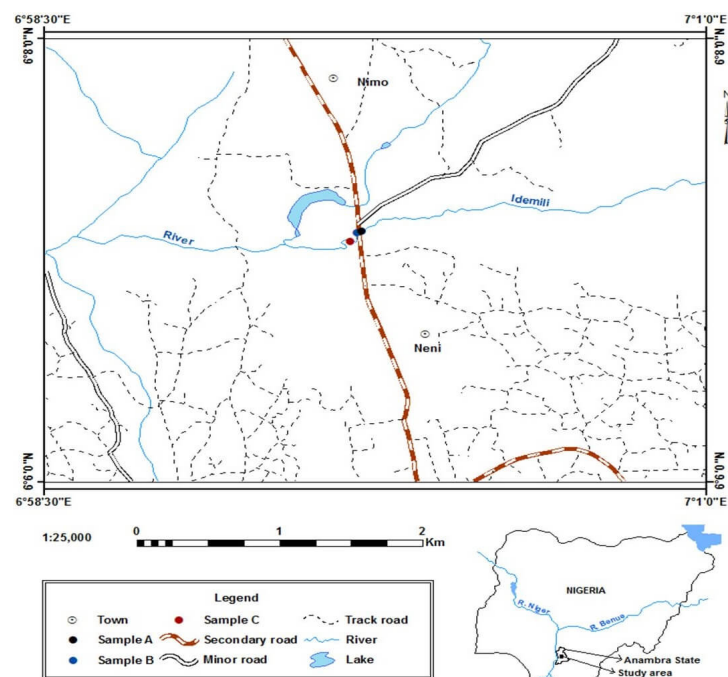 6°58'30"E 7°1'0"E
6°8'0"N 6°8'0"N
Nimo
Idemili
River
Neni
6°6'0"N 6°6'0"N
6°58'30"E 7°1'0"E
1:25,000
0 1 2
Km
NIGERIA
R. Niger
R. Benue
Anambra State
Study area
Legend
Town Sample C Track road
Sample A Secondary road River
Sample B Minor road Lake